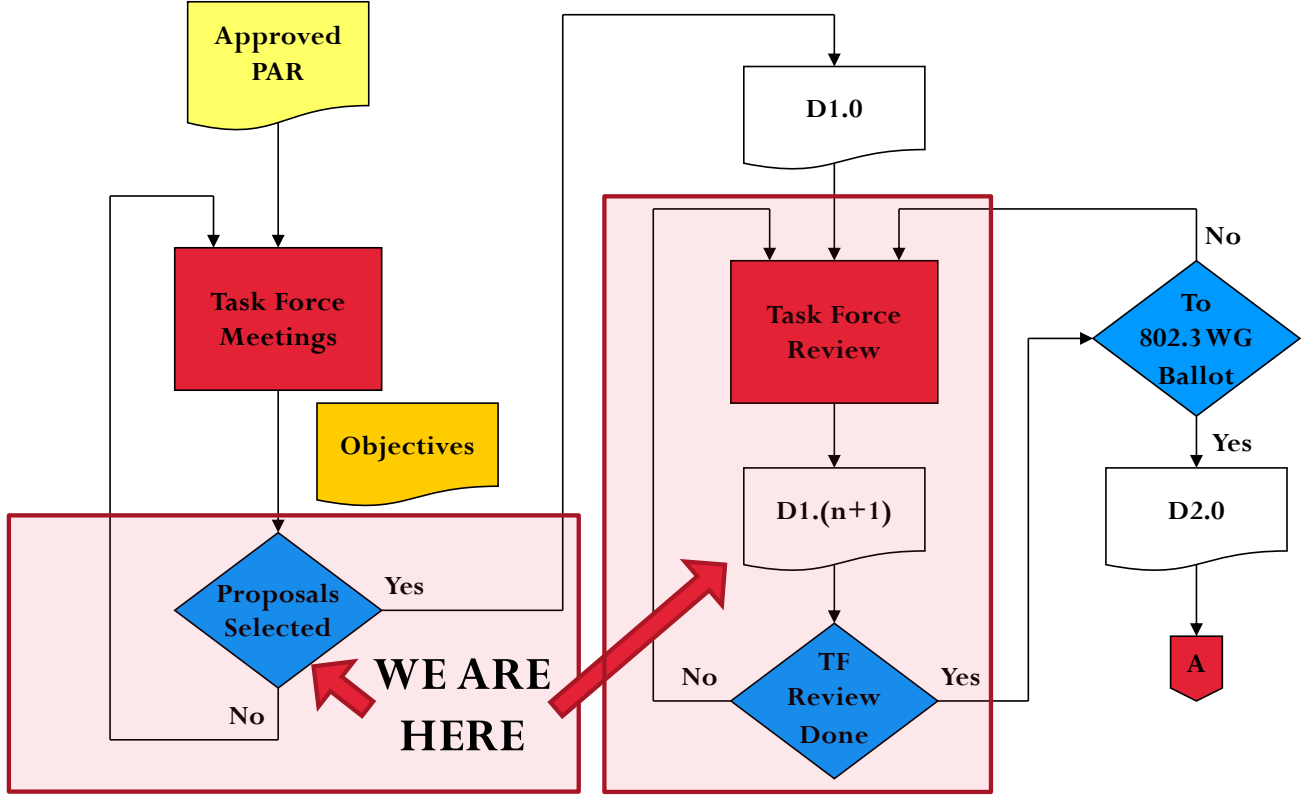 Approved
PAR
D1.0
No
Task Force
Meetings
Task Force
Review
To
802.3 WG
Ballot
Objectives
Yes
D1.(n+1)
D2.0
Proposals
Selected
Yes
WE ARE
HERE
No
No
TF
Review
Done
Yes
A